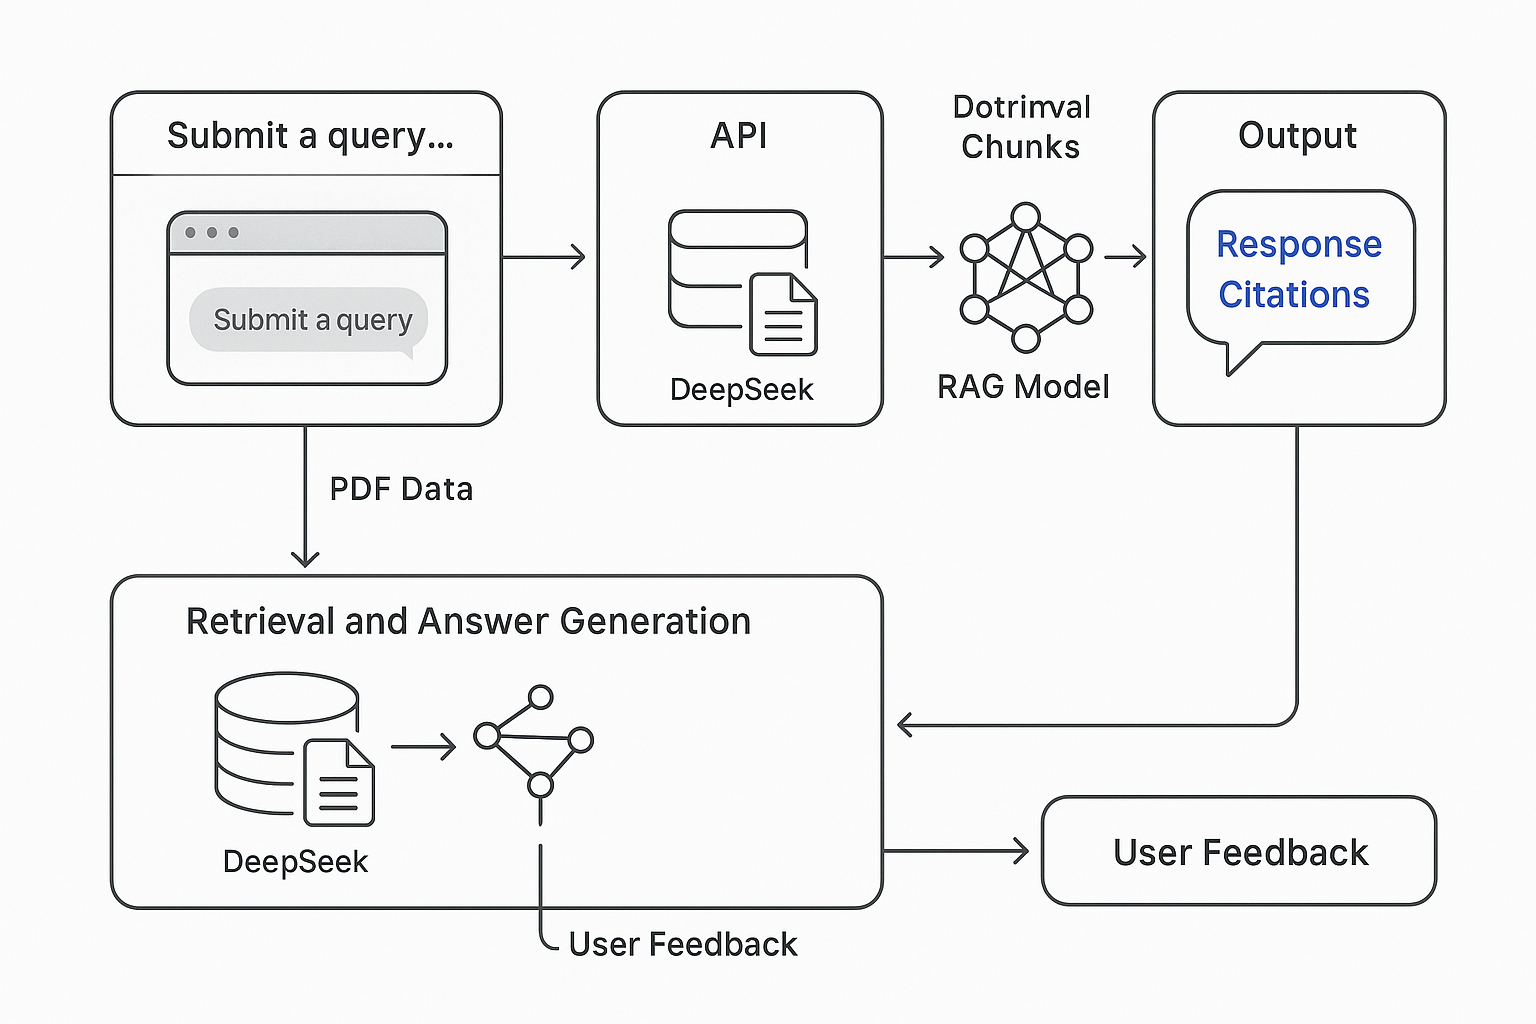 Submit a query...
Submit a query
API
DeepSeek
Dotrimval
Chunks
RAG Model
Output
Response
Citations
PDF Data
Retrieval and Answer Generation
DeepSeek
User Feedback
User Feedback